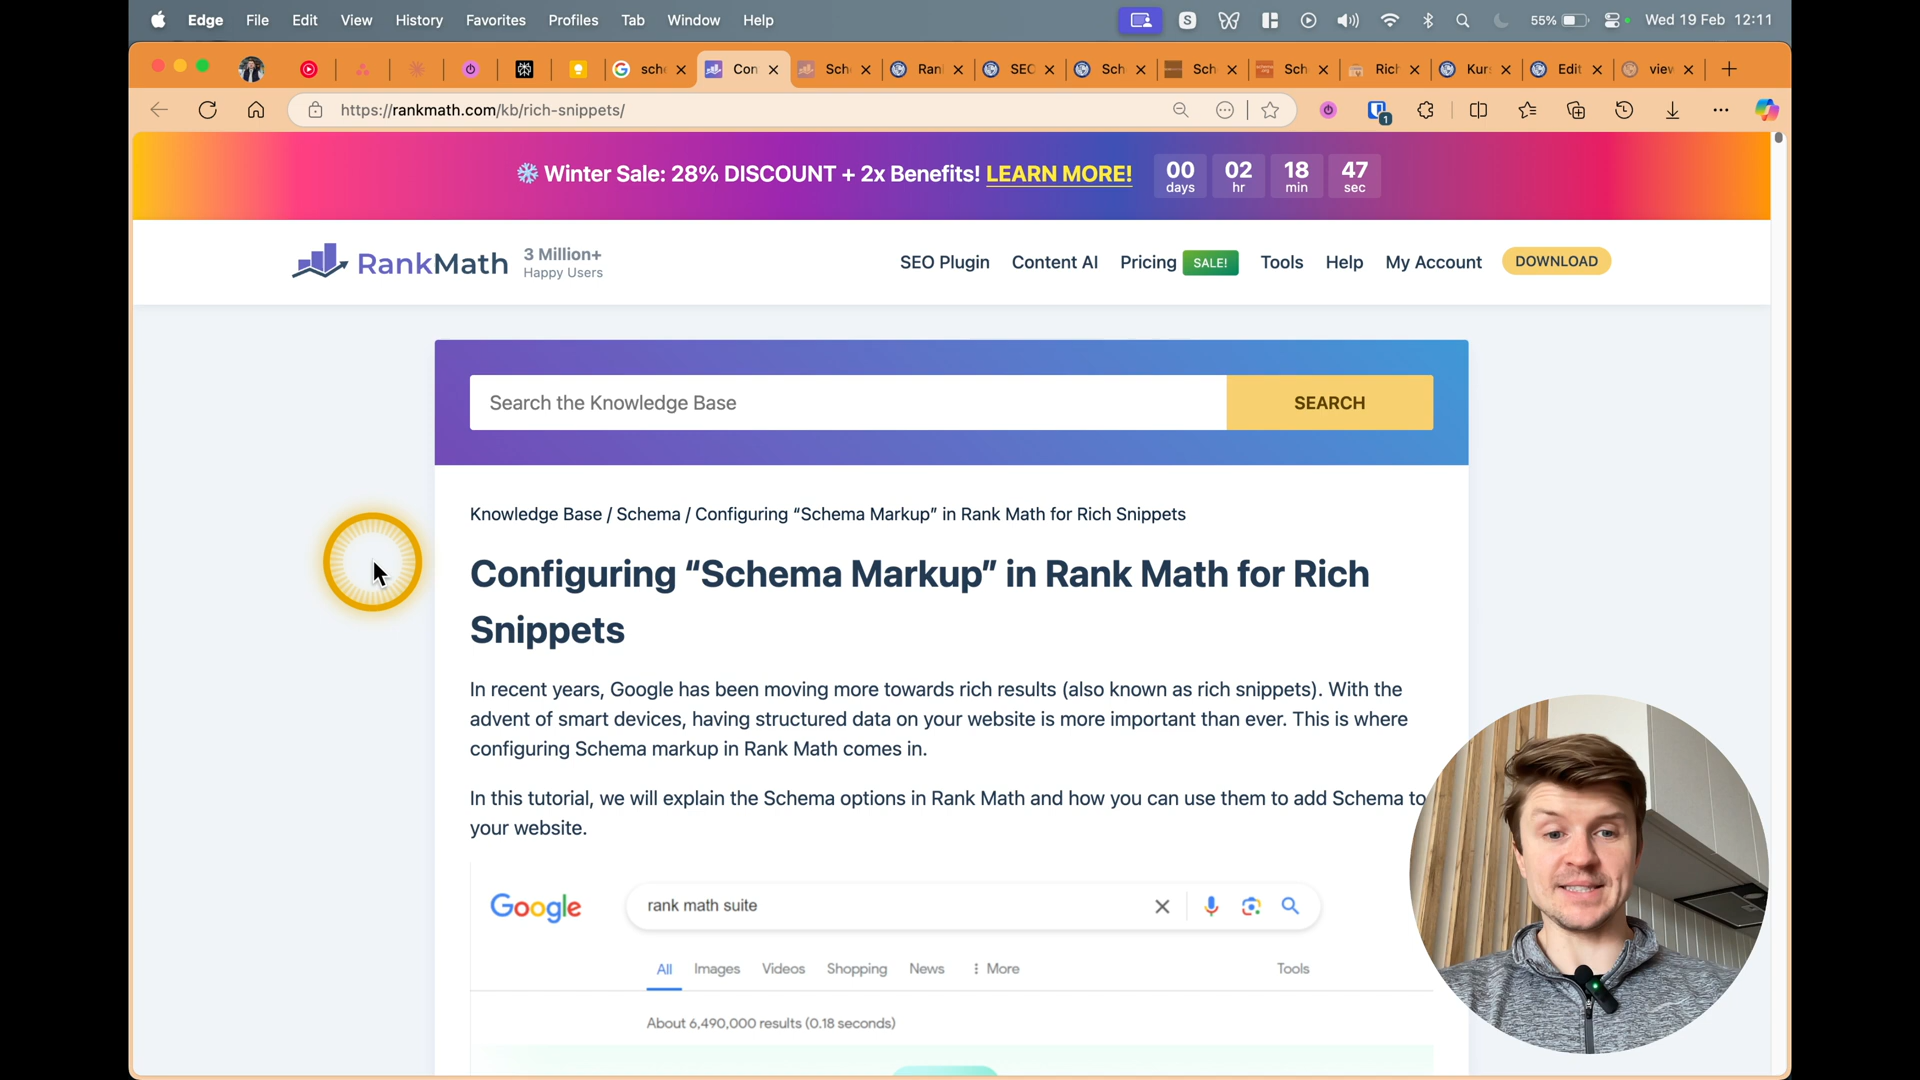 Edge File Edit View History Favorites Profiles Tab Window Help 55% Wed 19 Feb 12:11
sch Con Sch Ran SEC Sch Sch Sch Rich Kur Edit view
https://rankmath.com/kb/rich-snippets/ 1
Winter Sale: 28% DISCOUNT + 2x Benefits! LEARN MORE! 00 02 18 47
days hr min sec
RankMath 3 Million+
Happy Users
SEO Plugin Content AI Pricing SALE! Tools Help My Account DOWNLOAD
Search the Knowledge Base SEARCH
Knowledge Base / Schema / Configuring “Schema Markup” in Rank Math for Rich Snippets
Configuring “Schema Markup” in Rank Math for Rich
Snippets
In recent years, Google has been moving more towards rich results (also known as rich snippets). With the
advent of smart devices, having structured data on your website is more important than ever. This is where
configuring Schema markup in Rank Math comes in.
In this tutorial, we will explain the Schema options in Rank Math and how you can use them to add Schema to
your website.
Google rank math suite
All Images Videos Shopping News More Tools
About 6,490,000 results (0.18 seconds)